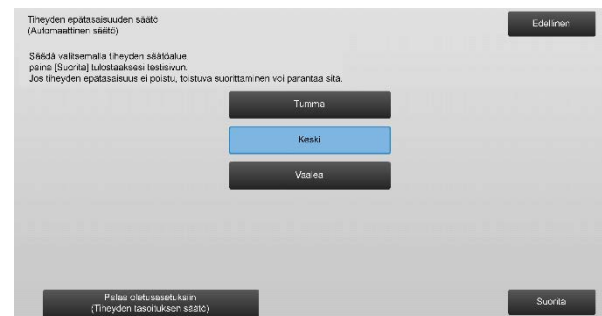 Tiheyden epätasaisuuden säätö
(Automaattinen säätö)
Edellinen
Säädä valitsemalla tiheyden säätöalue.
paina [Suorita] tulostaaksesi testisivun.
Jos tiheyden epätasaisuus ei poistu, toistuva suorittaminen voi parantaa sitä.
Tumma
Keski
Vaalea
Palaa oletusasetuksiin
(Tiheyden tasoituksen säätö)
Suorita